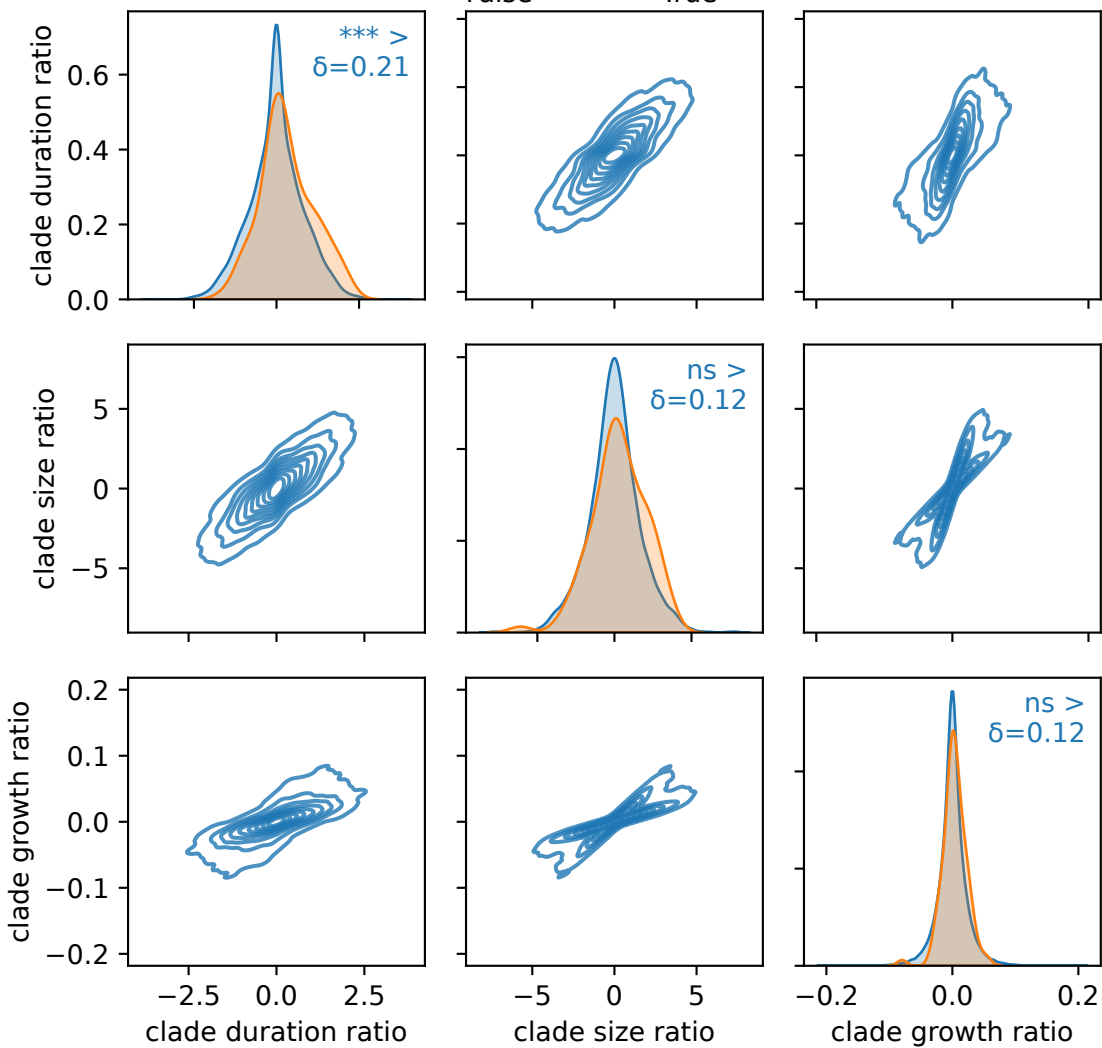 clade duration ratio
0.6
0.4
0.2
0.0
*** >
δ=0.21
clade size ratio
5
0
−5
ns >
δ=0.12
clade growth ratio
0.2
0.1
0.0
−0.1
−0.2
ns >
δ=0.12
−2.5 0.0 2.5
clade duration ratio
−5 0 5
clade size ratio
−0.2 0.0 0.2
clade growth ratio